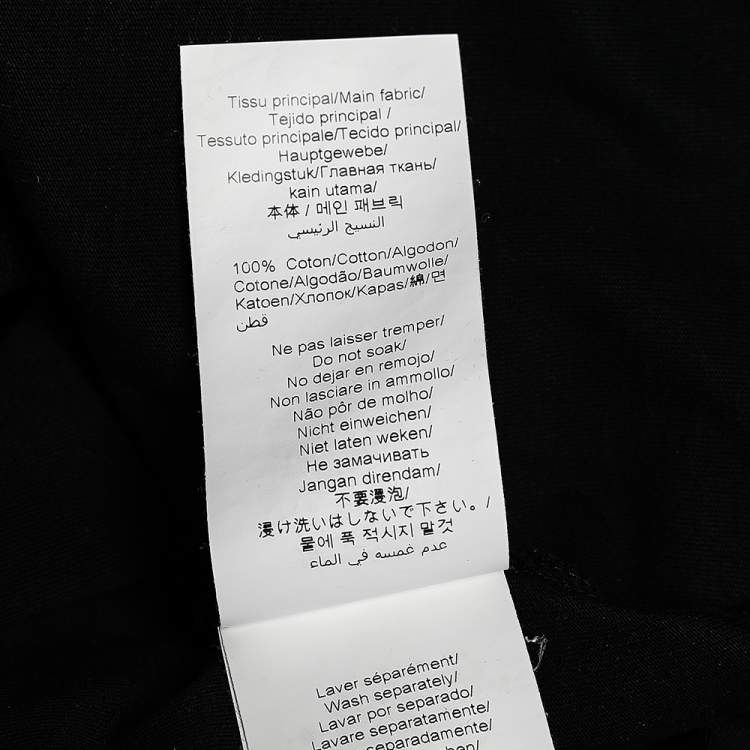 Tissu principal/Main fabric/
Tejido principal /
Tessuto principale/Tecido principal/
Hauptgewebe/
Kledingstuk/Главная ткань/
kain utama/
本体 / 메인 패브릭
النسيج الرئيسي
100% Coton/Cotton/Algodon/
Cotone/Algodão/Baumwolle/
Katoen/Хлопок/Kapas/綿/면
قطن
Ne pas laisser tremper/
Do not soak/
No dejar en remojo/
Non lasciare in ammollo/
Não pôr de molho/
Nicht einweichen/
Niet laten weken/
Не замачивать
Jangan direndam/
不要浸泡/
浸け洗いはしないで下さい。/
물에 푹 적시지 말것
عدم غمسه في الماء
Laver séparément/
Wash separately/
Lavar por separado/
Lavare separatamente/
separadamente/